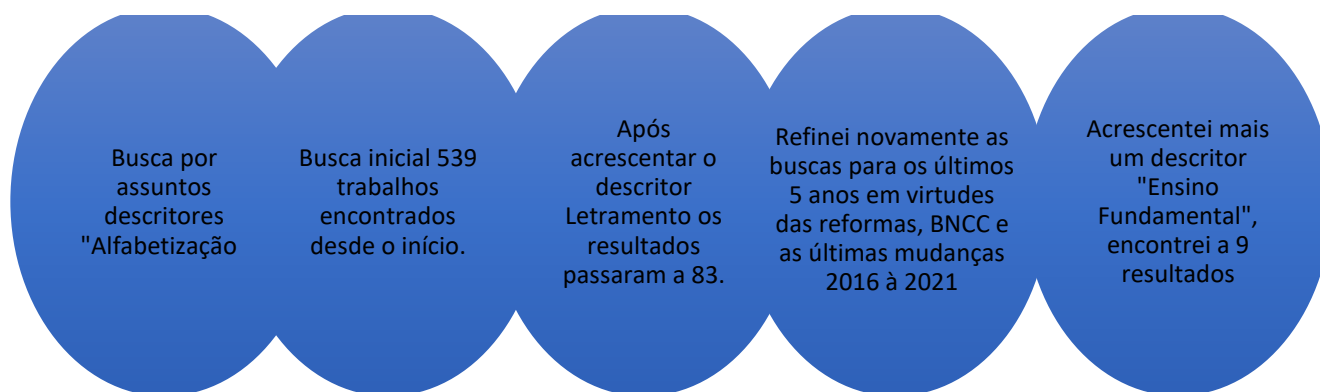 Busca por
assuntos
descritores
"Alfabetização
Busca inicial 539
trabalhos
encontrados
desde o início.
Após
acrescentar o
descritor
Letramento os
resultados
passaram a 83.
Refinei novamente as
buscas para os últimos
5 anos em virtudes
das reformas, BNCC e
as últimas mudanças
2016 à 2021
Acrescentei mais
um descritor
"Ensino
Fundamental",
encontrei a 9
resultados